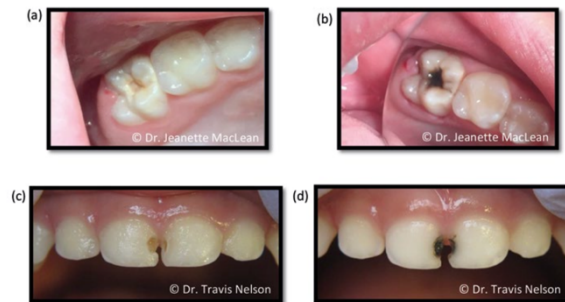 (a)
(b)
© Dr. Jeanette MacLean
© Dr. Jeanette MacLean
(c)
(d)
© Dr. Travis Nelson
© Dr. Travis Nelson